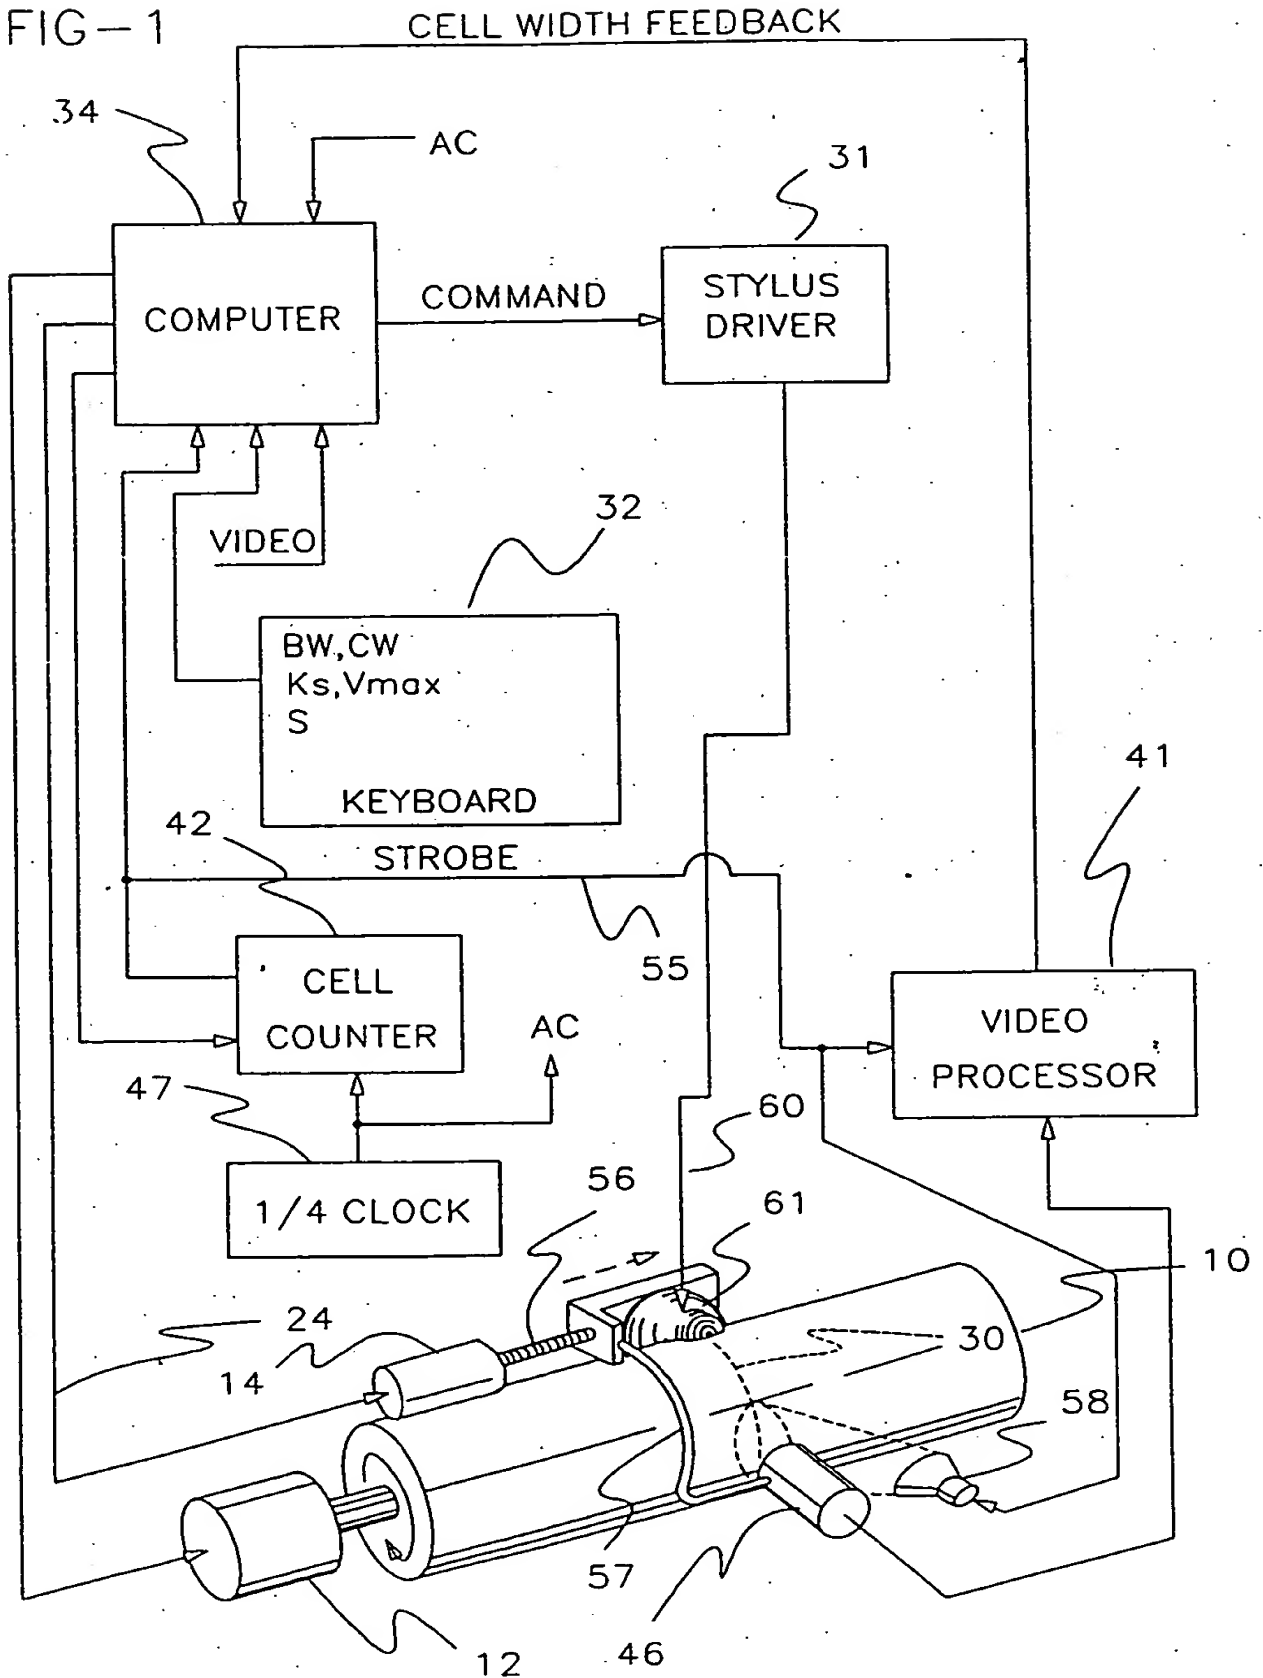 FIG-1
CELL WIDTH FEEDBACK
34
AC
31
COMPUTER
COMMAND
STYLUS
DRIVER
VIDEO
32
BW,CW
Ks,Vmax
S
KEYBOARD
41
42
STROBE
55
CELL
COUNTER
AC
VIDEO
PROCESSOR
47
60
1/4 CLOCK
56
61
10
24
14
30
58
57
46
12